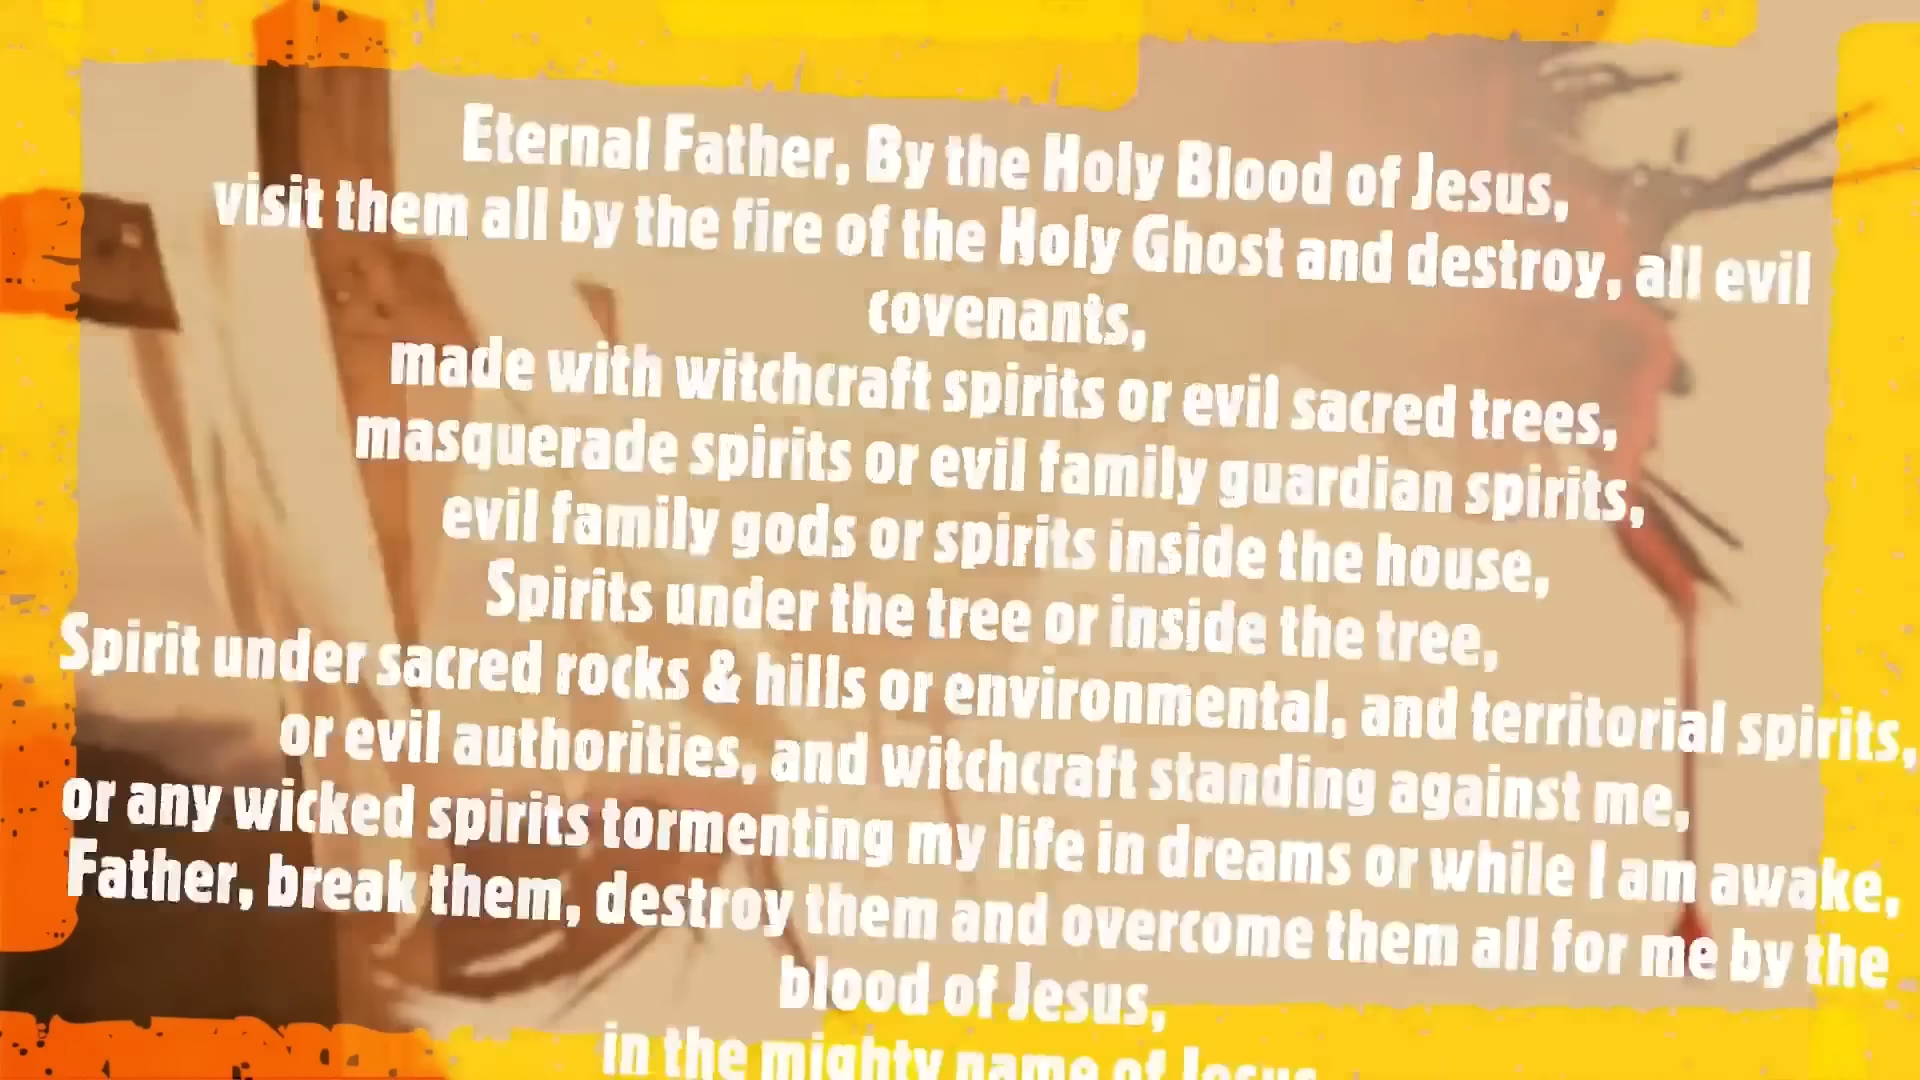 Eternal Father, By the Holy Blood of Jesus,
visit them all by the fire of the Holy Ghost and destroy, all evil
covenants,
made with witchcraft spirits or evil sacred trees,
masquerade spirits or evil family guardian spirits,
evil family gods or spirits inside the house,
Spirits under the tree or inside the tree,
Spirit under sacred rocks & hills or environmental, and territorial spirits,
or evil authorities, and witchcraft standing against me,
or any wicked spirits tormenting my life in dreams or while I am awake,
Father, break them, destroy them and overcome them all for me by the
blood of Jesus,
in the mighty name of Jesus